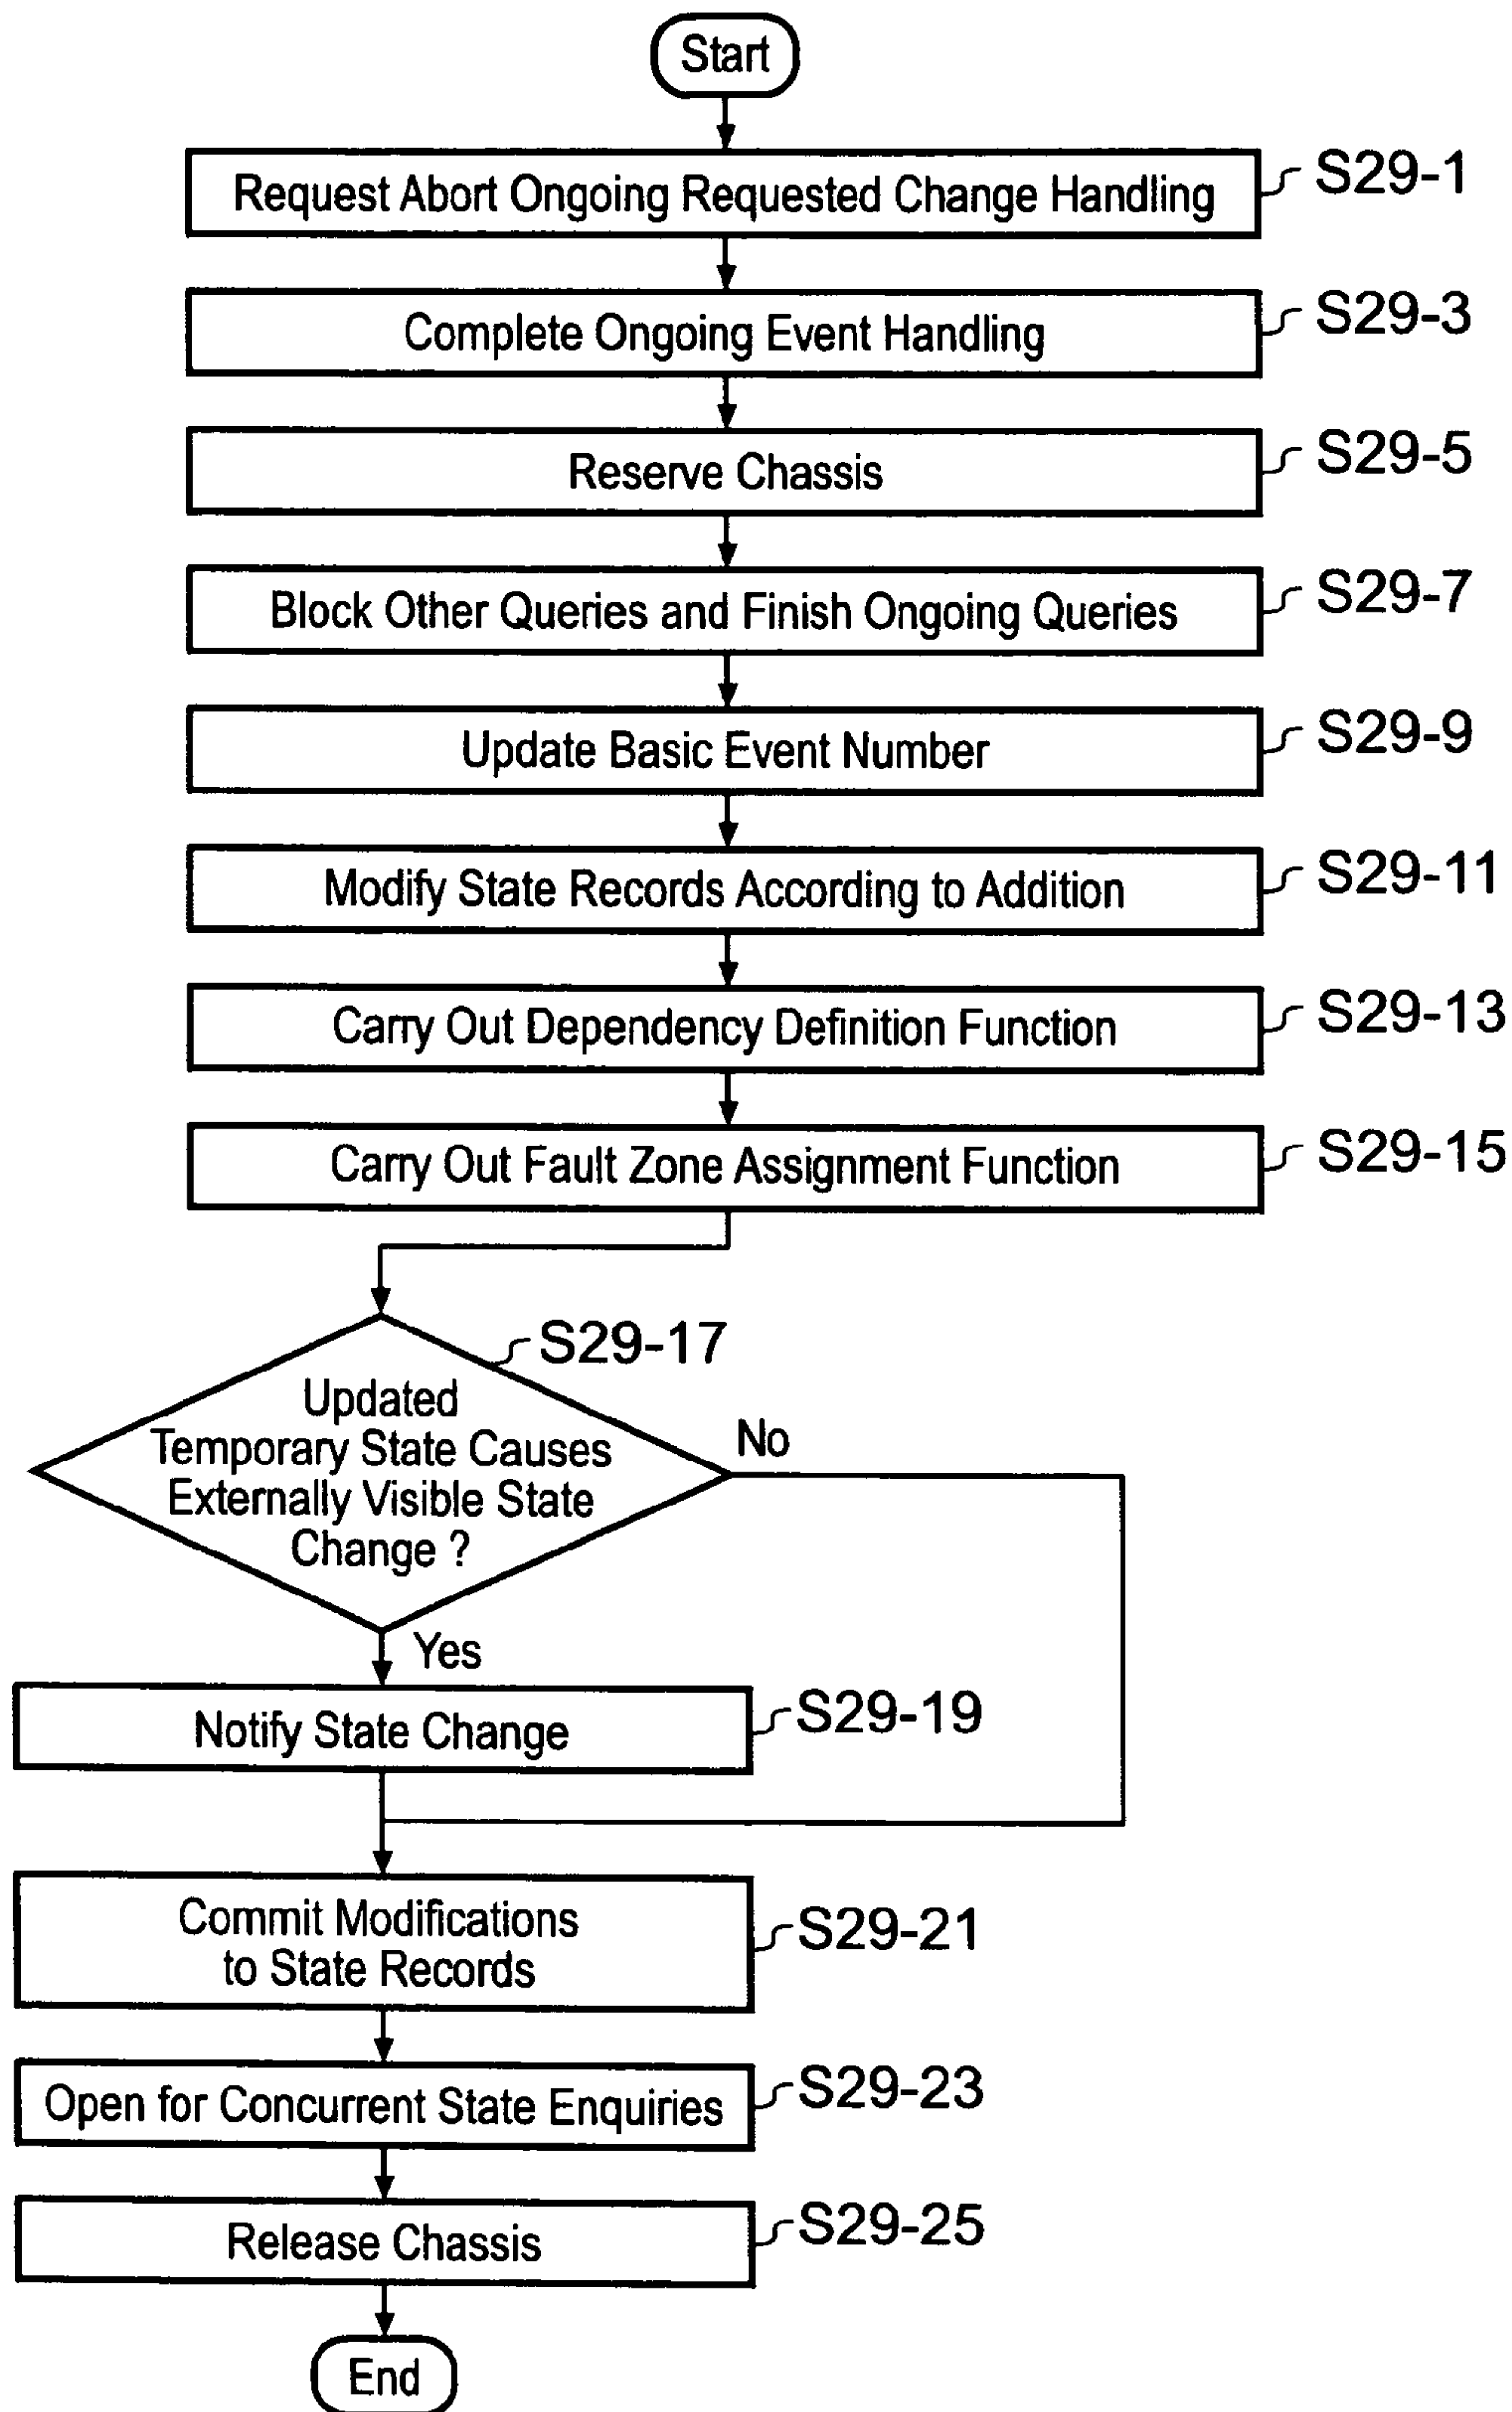 Start
Request Abort Ongoing Requested Change Handling
S29-1
Complete Ongoing Event Handling
S29-3
Reserve Chassis
S29-5
Block Other Queries and Finish Ongoing Queries
S29-7
Update Basic Event Number
S29-9
Modify State Records According to Addition
S29-11
Carry Out Dependency Definition Function
S29-13
Carry Out Fault Zone Assignment Function
S29-15
S29-17
Updated
Temporary State Causes
Externally Visible State
Change ?
No
Yes
Notify State Change
S29-19
Commit Modifications
to State Records
S29-21
Open for Concurrent State Enquiries
S29-23
Release Chassis
S29-25
End